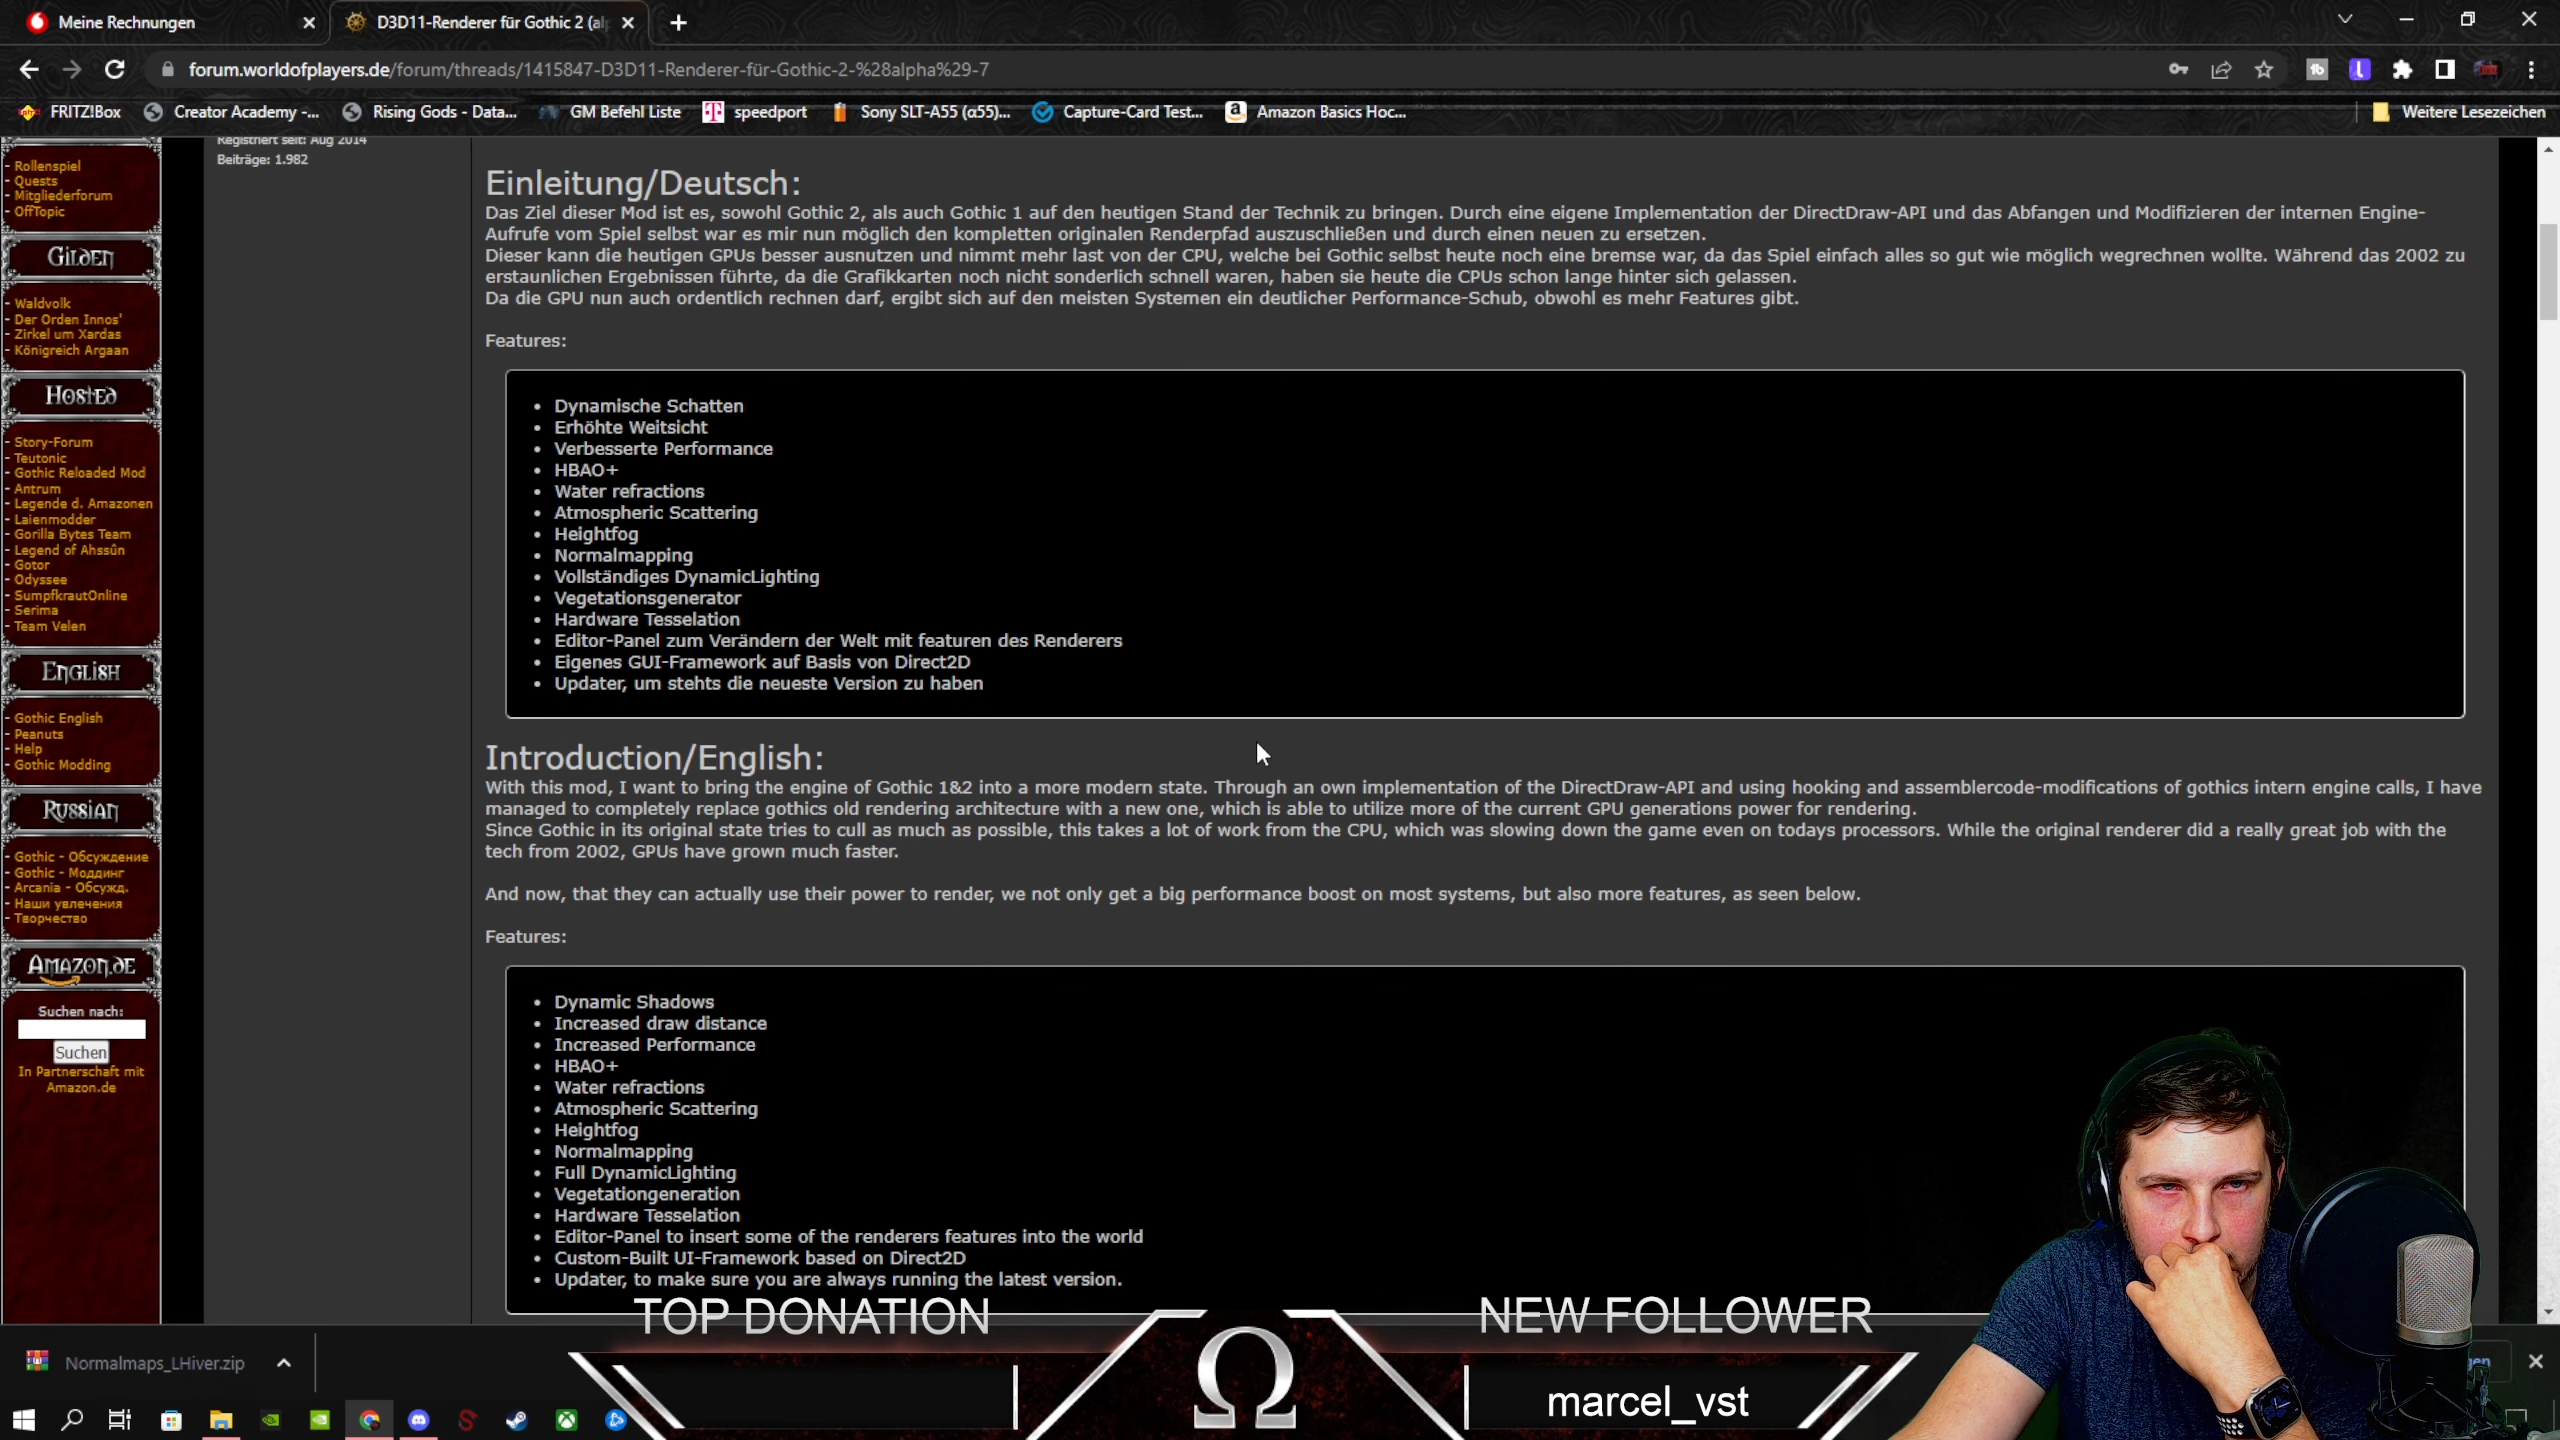 Meine Rechnungen
D3D11-Renderer für Gothic 2 (al
forum.worldofplayers.de/forum/threads/1415847-D3D11-Renderer-für-Gothic-2-%28alpha%29-7
FRITZ!Box
Creator Academy -...
Rising Gods - Data...
GM Befehl Liste
speedport
Sony SLT-A55 (α55)...
Capture-Card Test...
Amazon Basics Hoc...
Weitere Lesezeichen
Registriert seit: Aug 2014
Beiträge: 1.982
- Rollenspiel
- Quests
- Mitgliederforum
- OffTopic
Gilden
- Waldvolk
- Der Orden Innos'
- Zirkel um Xardas
- Königreich Argaan
Hosted
- Story-Forum
- Teutonic
- Gothic Reloaded Mod
- Antrum
- Legende d. Amazonen
- Laienmodder
- Gorilla Bytes Team
- Legend of Ahssûn
- Gotor
- Odyssee
- SumpfkrautOnline
- Serima
- Team Velen
English
- Gothic English
- Peanuts
- Help
- Gothic Modding
Russian
- Gothic - Обсуждение
- Gothic - Моддинг
- Arcania - Обсужд.
- Наши увлечения
- Творчество
Amazon.de
Suchen nach:
Suchen
In Partnerschaft mit
Amazon.de
Einleitung/Deutsch:
Das Ziel dieser Mod ist es, sowohl Gothic 2, als auch Gothic 1 auf den heutigen Stand der Technik zu bringen. Durch eine eigene Implementation der DirectDraw-API und das Abfangen und Modifizieren der internen Engine-
Aufrufe vom Spiel selbst war es mir nun möglich den kompletten originalen Renderpfad auszuschließen und durch einen neuen zu ersetzen.
Dieser kann die heutigen GPUs besser ausnutzen und nimmt mehr last von der CPU, welche bei Gothic selbst heute noch eine bremse war, da das Spiel einfach alles so gut wie möglich wegrechnen wollte. Während das 2002 zu
erstaunlichen Ergebnissen führte, da die Grafikkarten noch nicht sonderlich schnell waren, haben sie heute die CPUs schon lange hinter sich gelassen.
Da die GPU nun auch ordentlich rechnen darf, ergibt sich auf den meisten Systemen ein deutlicher Performance-Schub, obwohl es mehr Features gibt.
Features:
• Dynamische Schatten
• Erhöhte Weitsicht
• Verbesserte Performance
• HBAO+
• Water refractions
• Atmospheric Scattering
• Heightfog
• Normalmapping
• Vollständiges DynamicLighting
• Vegetationsgenerator
• Hardware Tesselation
• Editor-Panel zum Verändern der Welt mit featuren des Renderers
• Eigenes GUI-Framework auf Basis von Direct2D
• Updater, um stehts die neueste Version zu haben
Introduction/English:
With this mod, I want to bring the engine of Gothic 1&2 into a more modern state. Through an own implementation of the DirectDraw-API and using hooking and assemblercode-modifications of gothics intern engine calls, I have
managed to completely replace gothics old rendering architecture with a new one, which is able to utilize more of the current GPU generations power for rendering.
Since Gothic in its original state tries to cull as much as possible, this takes a lot of work from the CPU, which was slowing down the game even on todays processors. While the original renderer did a really great job with the
tech from 2002, GPUs have grown much faster.
And now, that they can actually use their power to render, we not only get a big performance boost on most systems, but also more features, as seen below.
Features:
• Dynamic Shadows
• Increased draw distance
• Increased Performance
• HBAO+
• Water refractions
• Atmospheric Scattering
• Heightfog
• Normalmapping
• Full DynamicLighting
• Vegetationgeneration
• Hardware Tesselation
• Editor-Panel to insert some of the renderers features into the world
• Custom-Built UI-Framework based on Direct2D
• Updater, to make sure you are always running the latest version.
TOP DONATION
NEW FOLLOWER
Ω
marcel_vst
Normalmaps_LHiver.zip